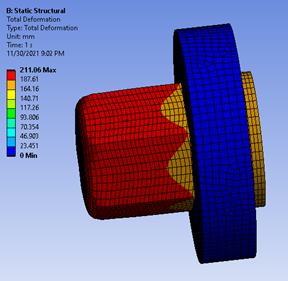 B: Static Structural
Total Deformation
Type: Total Deformation
Unit: mm
Time: 1 s
11/30/2021 9:02 PM
211.06 Max
187.61
164.16
140.71
117.26
93.806
70.354
46.903
23.451
0 Min